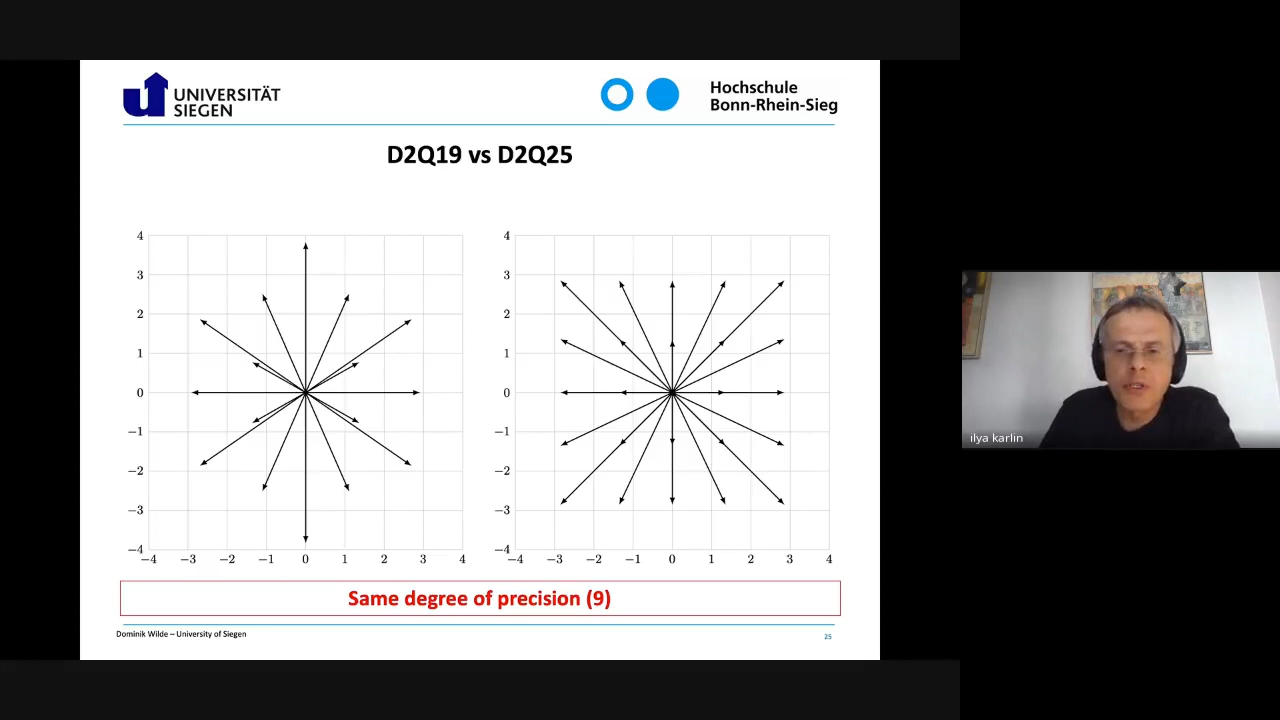 UNIVERSITÄT
SIEGEN
Hochschule
Bonn-Rhein-Sieg
D2Q19 vs D2Q25
4
3
2
1
0
−1
−2
−3
−4
−4 −3 −2 −1 0 1 2 3 4
4
3
2
1
0
−1
−2
−3
−4
−4 −3 −2 −1 0 1 2 3 4
Same degree of precision (9)
Dominik Wilde – University of Siegen
25
ilya karlin